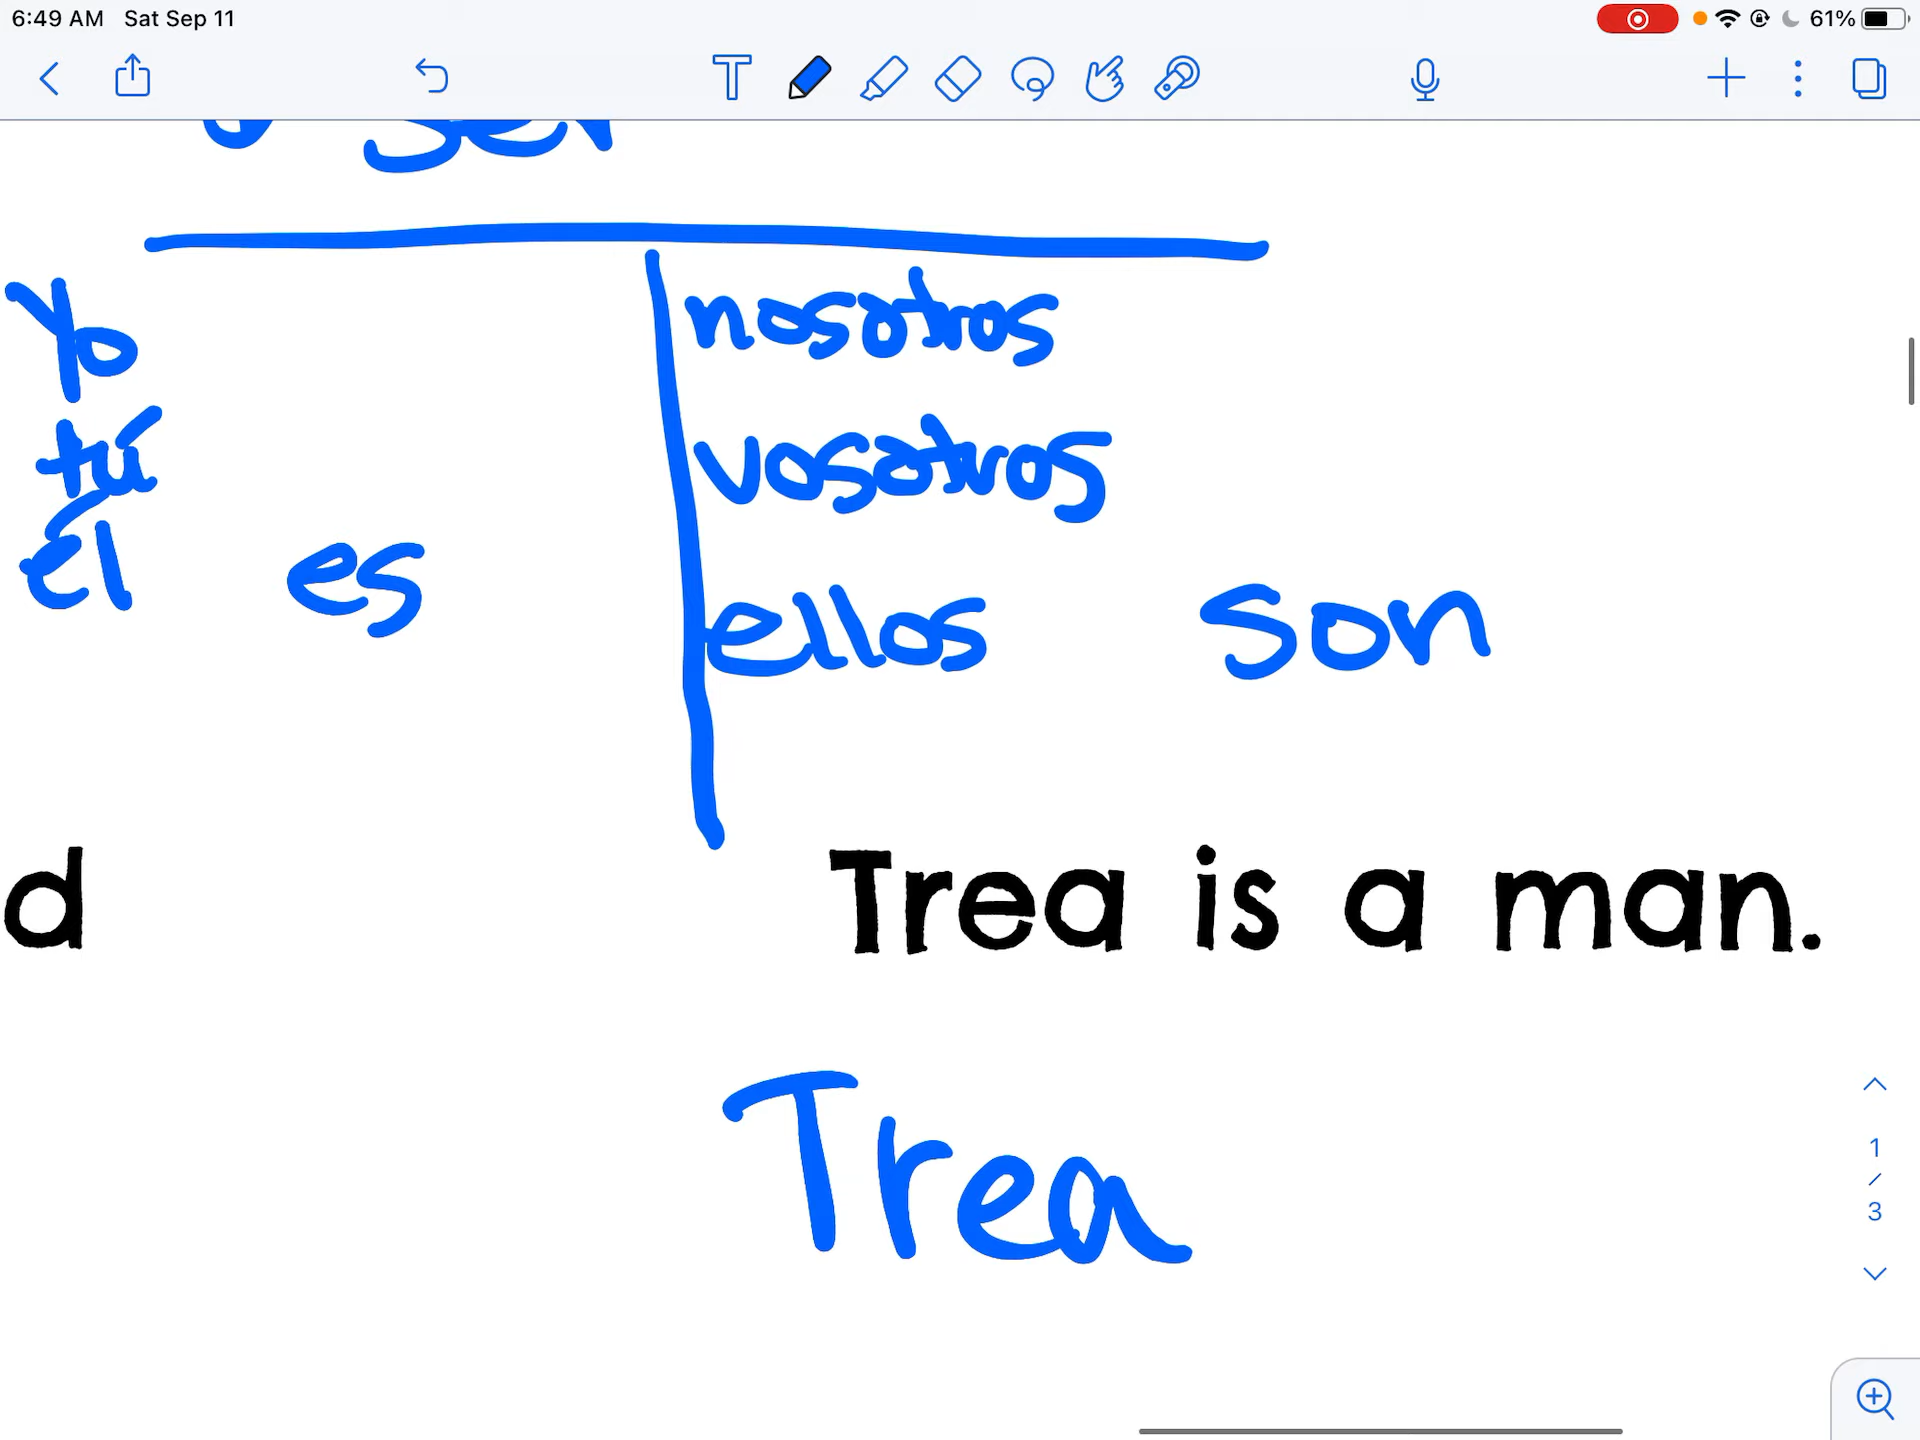 6:49 AM Sat Sep 11
61%
T
ser
yo nosotros
tú vosotros
él es ellos son
d Trea is a man.
Trea
1
/
3